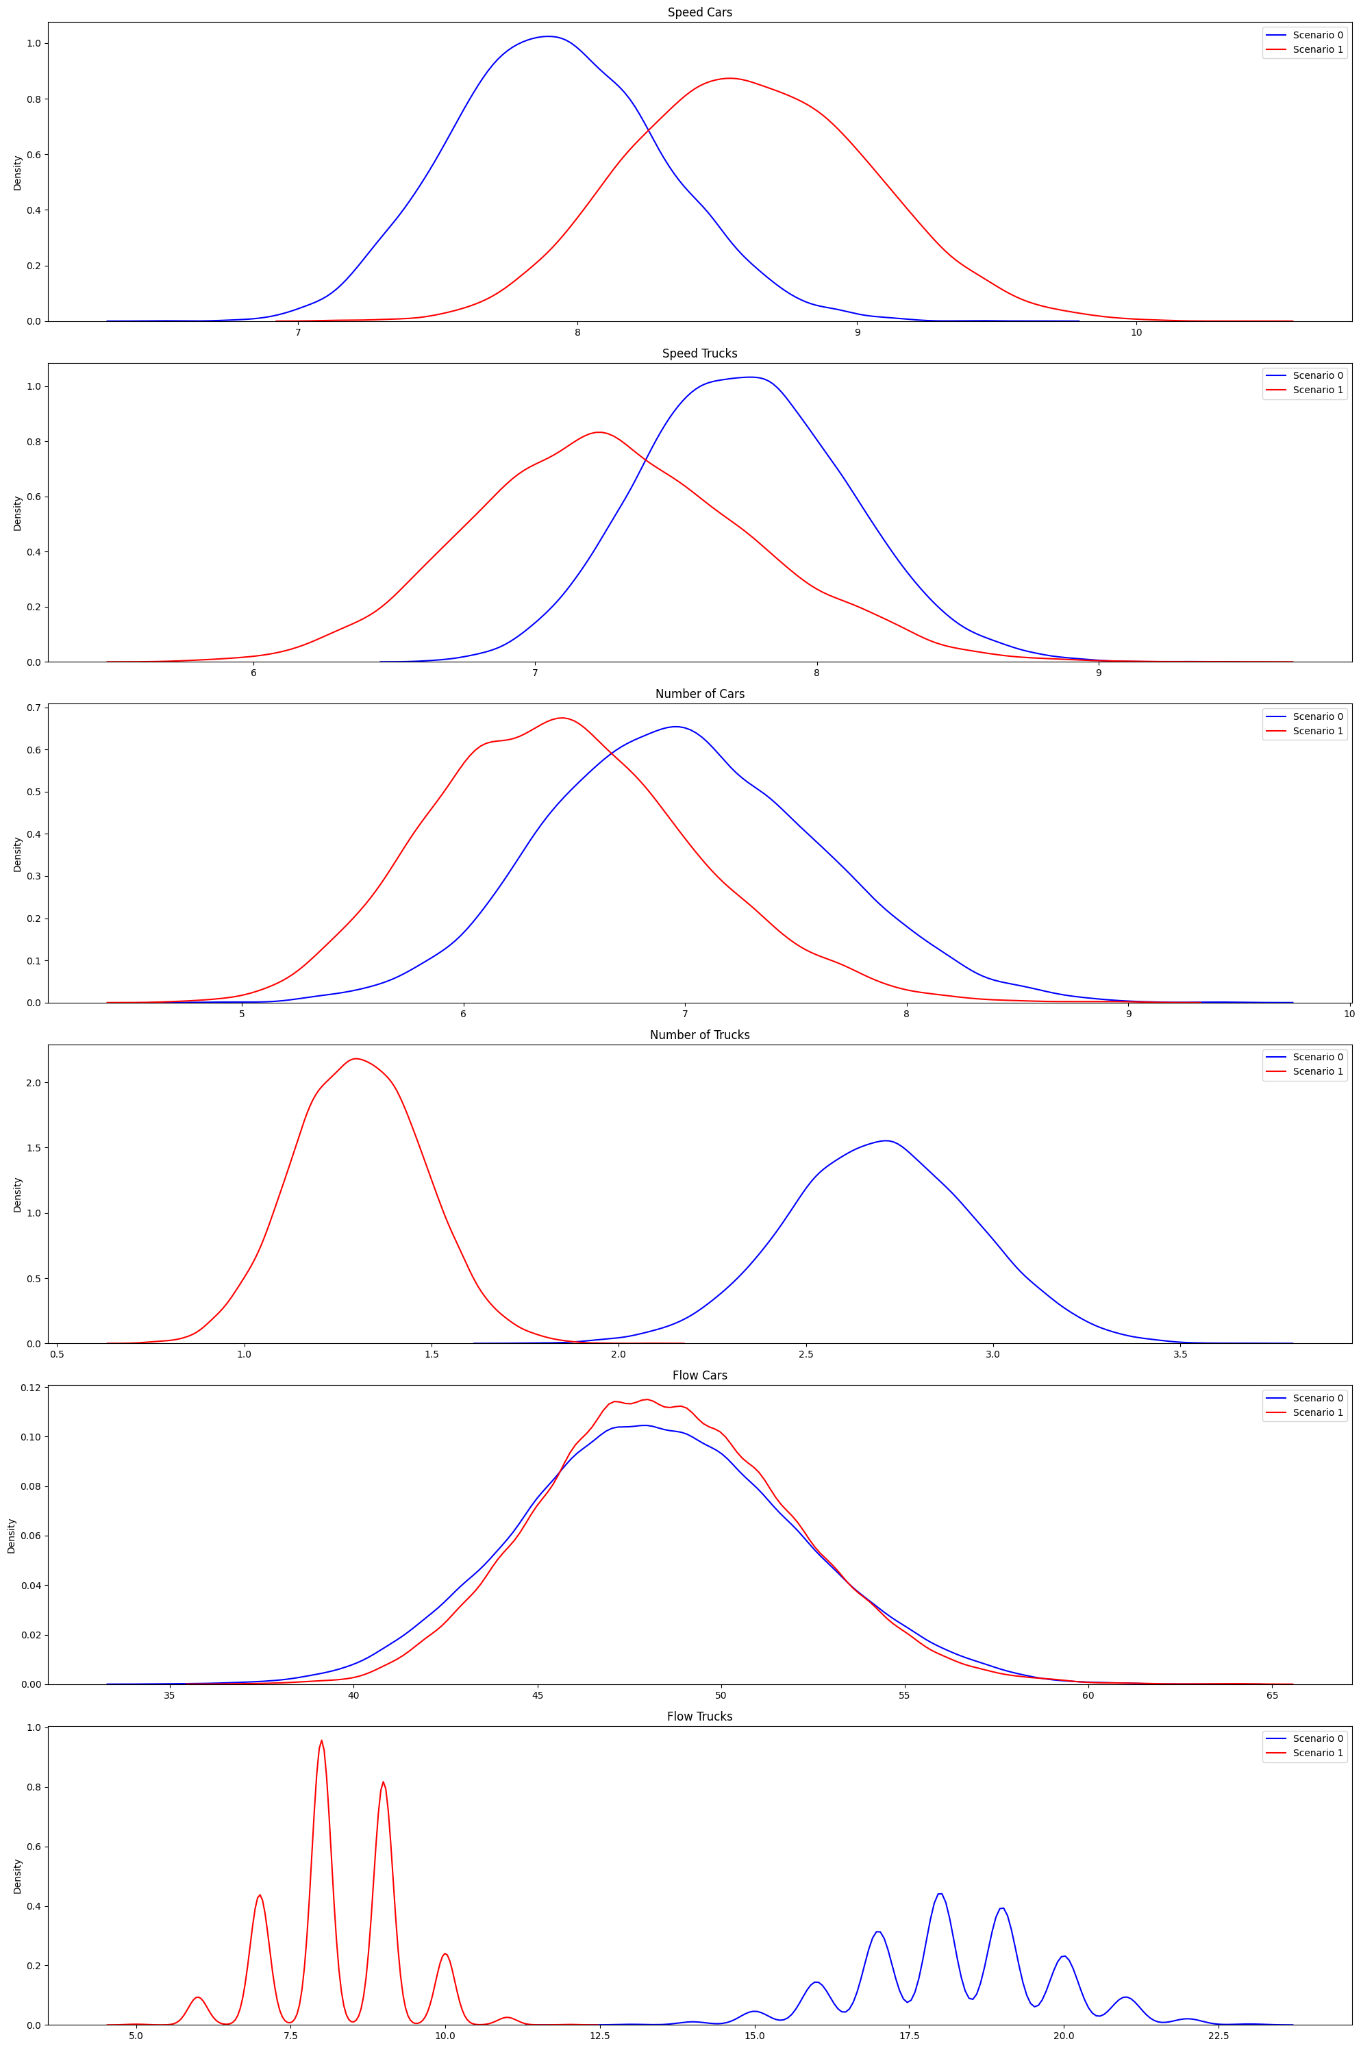 Speed Cars
Scenario 0
Scenario 1
Density
1.0
0.8
0.6
0.4
0.2
0.0
7 8 9 10
Speed Trucks
Scenario 0
Scenario 1
Density
1.0
0.8
0.6
0.4
0.2
0.0
6 7 8 9
Number of Cars
Scenario 0
Scenario 1
Density
0.7
0.6
0.5
0.4
0.3
0.2
0.1
0.0
5 6 7 8 9 10
Number of Trucks
Scenario 0
Scenario 1
Density
2.0
1.5
1.0
0.5
0.0
0.5 1.0 1.5 2.0 2.5 3.0 3.5
Flow Cars
Scenario 0
Scenario 1
Density
0.12
0.10
0.08
0.06
0.04
0.02
0.00
35 40 45 50 55 60 65
Flow Trucks
Scenario 0
Scenario 1
Density
1.0
0.8
0.6
0.4
0.2
0.0
5.0 7.5 10.0 12.5 15.0 17.5 20.0 22.5